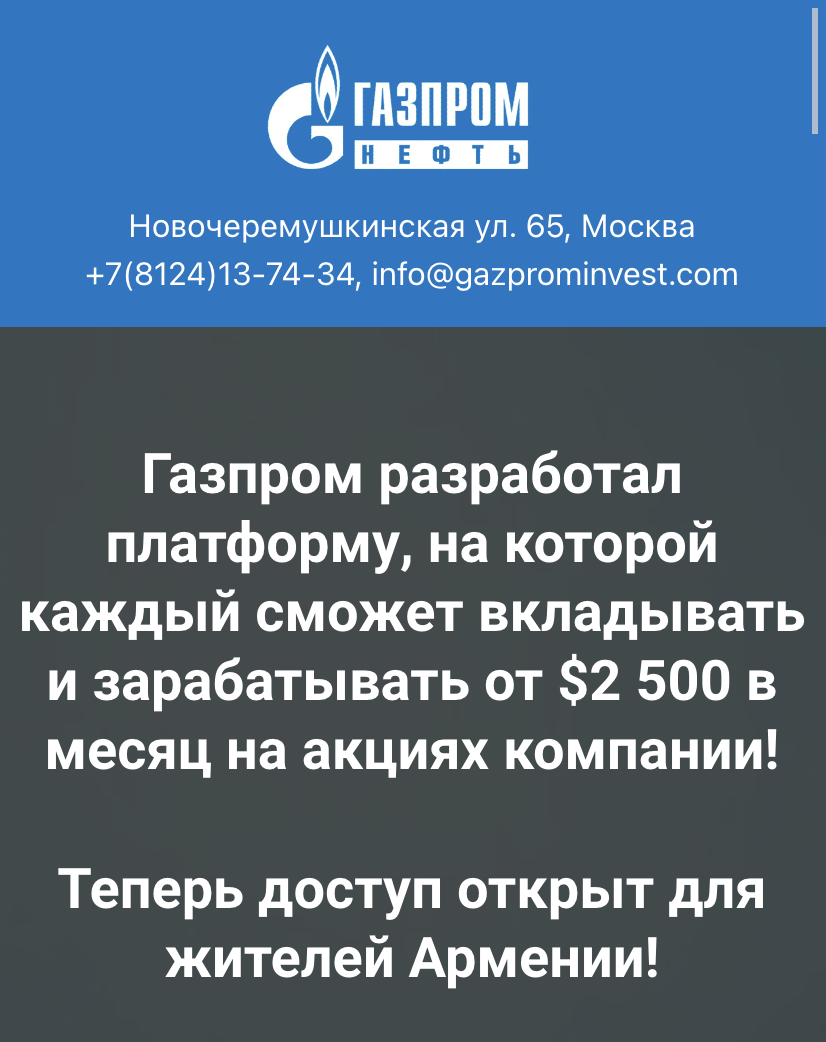 ГАЗПРОМ
НЕФТЬ
Новочеремушкинская ул. 65, Москва
+7(8124)13-74-34, info@gazprominvest.com
Газпром разработал
платформу, на которой
каждый сможет вкладывать
и зарабатывать от $2 500 в
месяц на акциях компании!
Теперь доступ открыт для
жителей Армении!